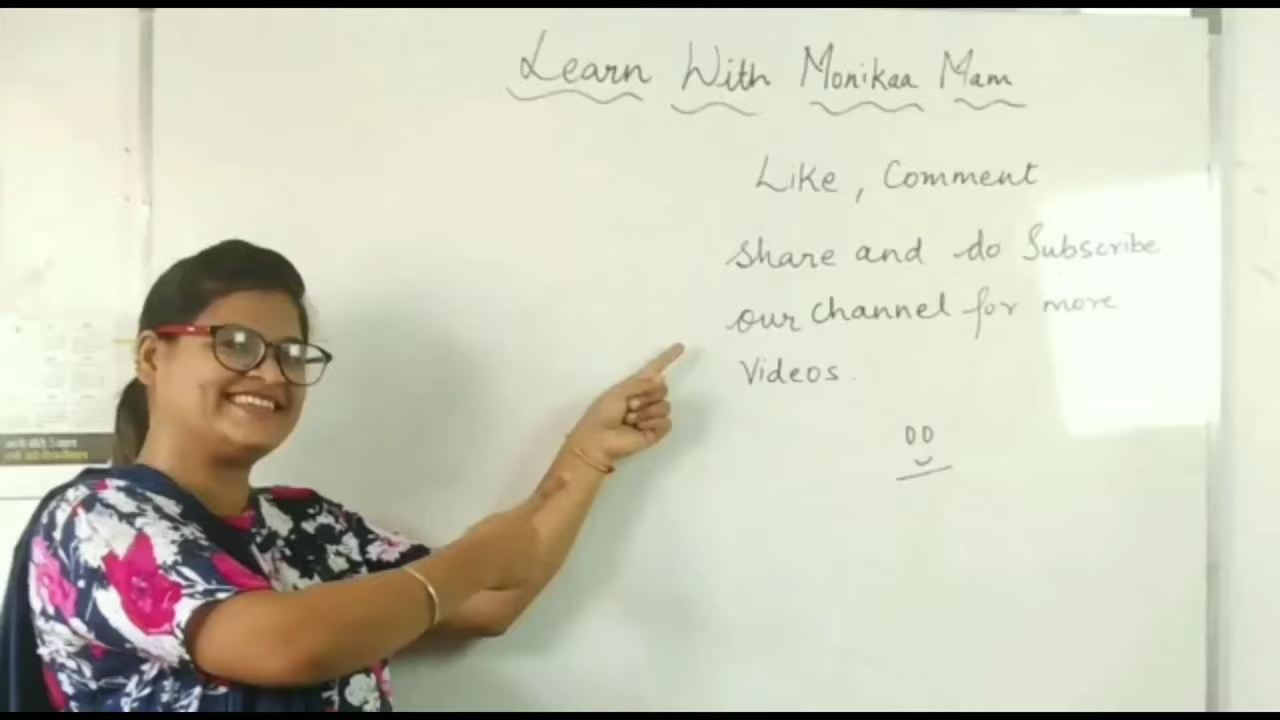 Learn With Monikaa Mam
Like, Comment
share and do Subscribe
our channel for more
Videos.